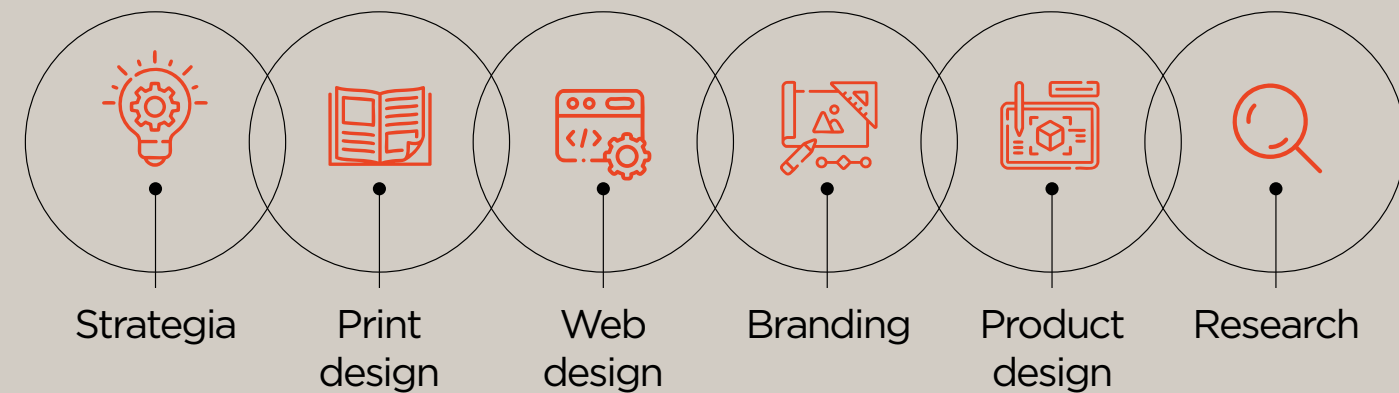 Strategia
Print
design
Web
design
Branding
Product
design
Research